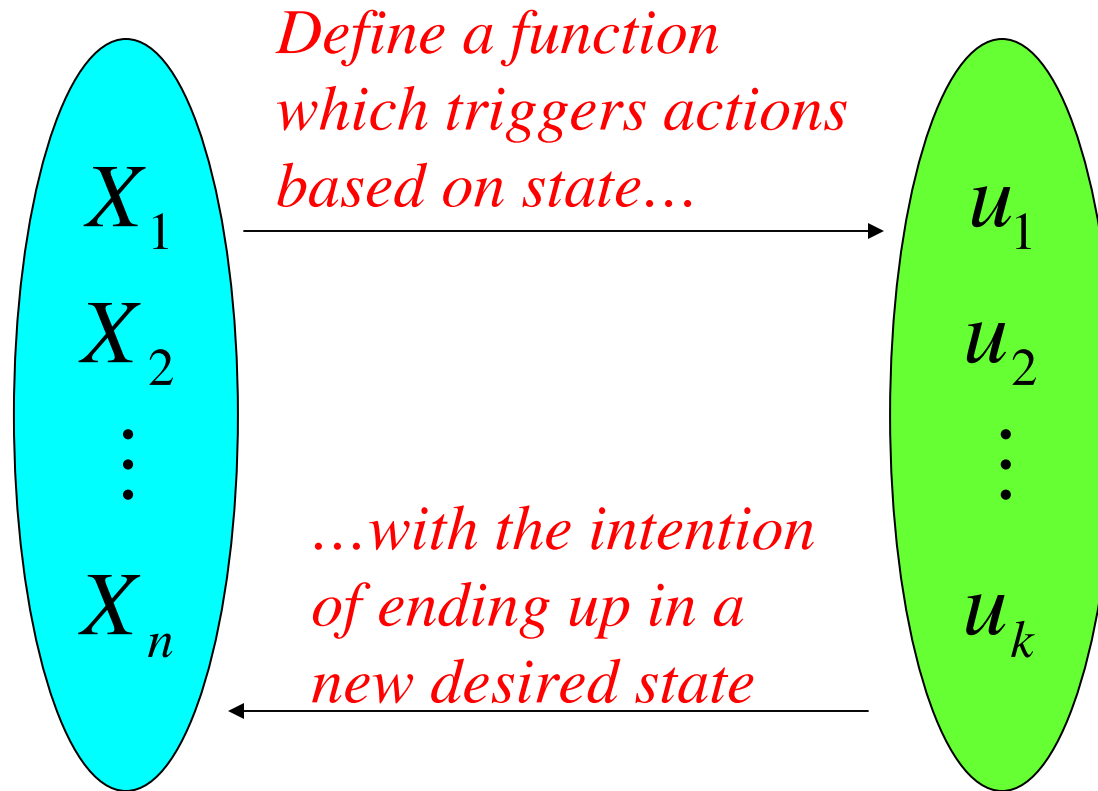 Define a function
which triggers actions
based on state…
X₁
X₂
⋮
Xₙ
u₁
u₂
⋮
uₖ
…with the intention
of ending up in a
new desired state